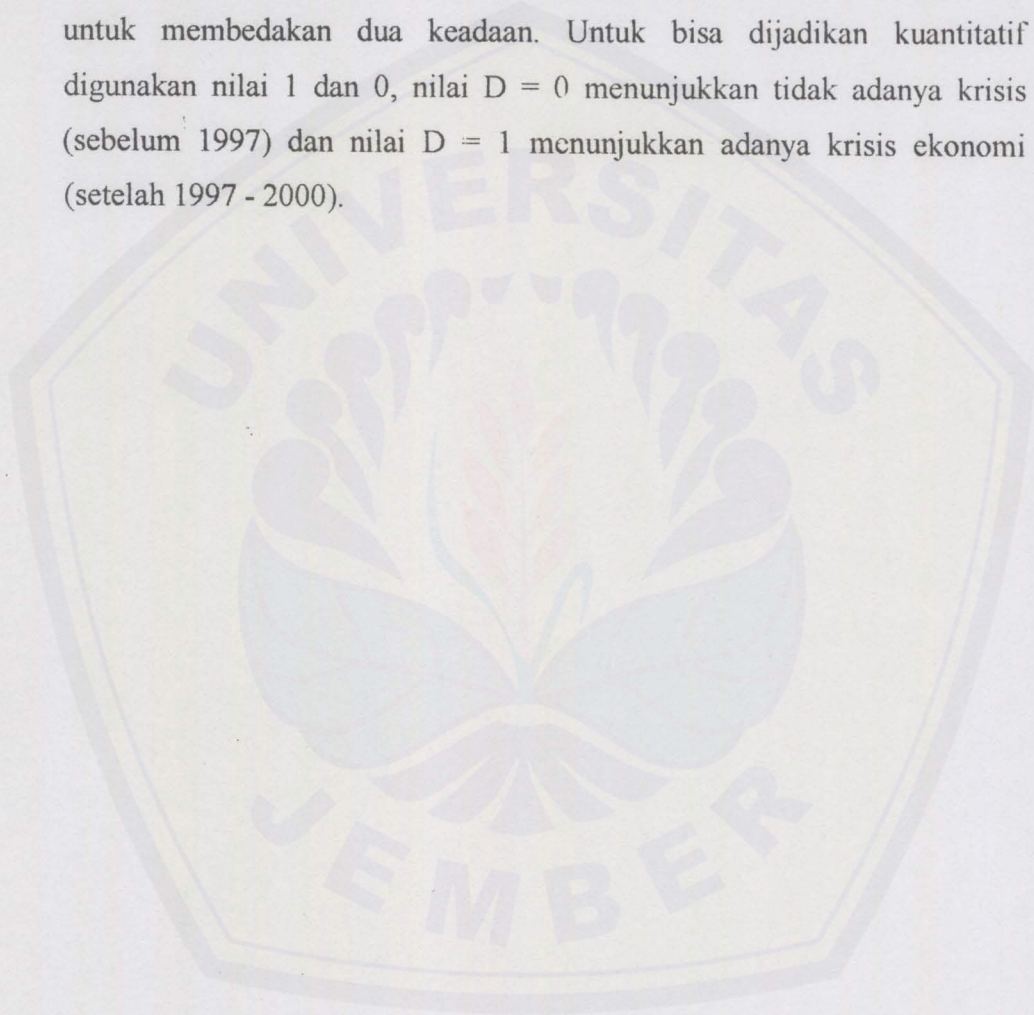 untuk membedakan dua keadaan. Untuk bisa dijadikan kuantitatif
digunakan nilai 1 dan 0, nilai D = 0 menunjukkan tidak adanya krisis
(sebelum 1997) dan nilai D = 1 menunjukkan adanya krisis ekonomi
(setelah 1997 - 2000).
UNIVERSITAS
JEMBER